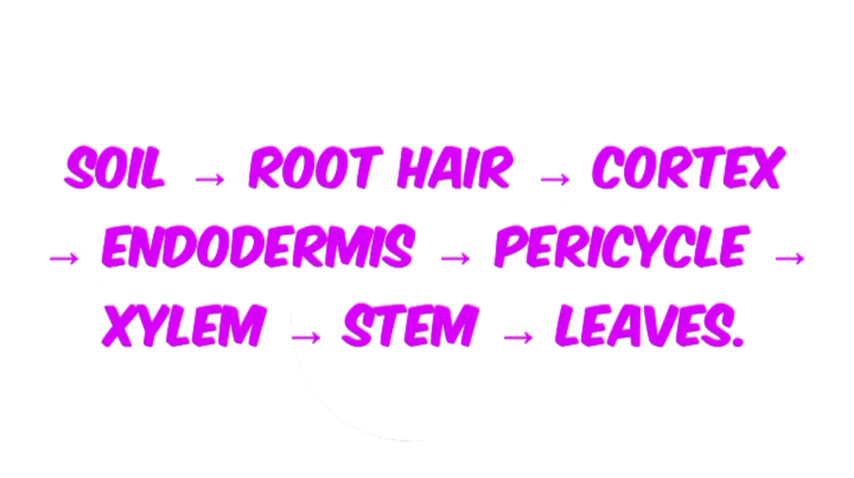 SOIL → ROOT HAIR → CORTEX
→ ENDODERMIS → PERICYCLE →
XYLEM → STEM → LEAVES.